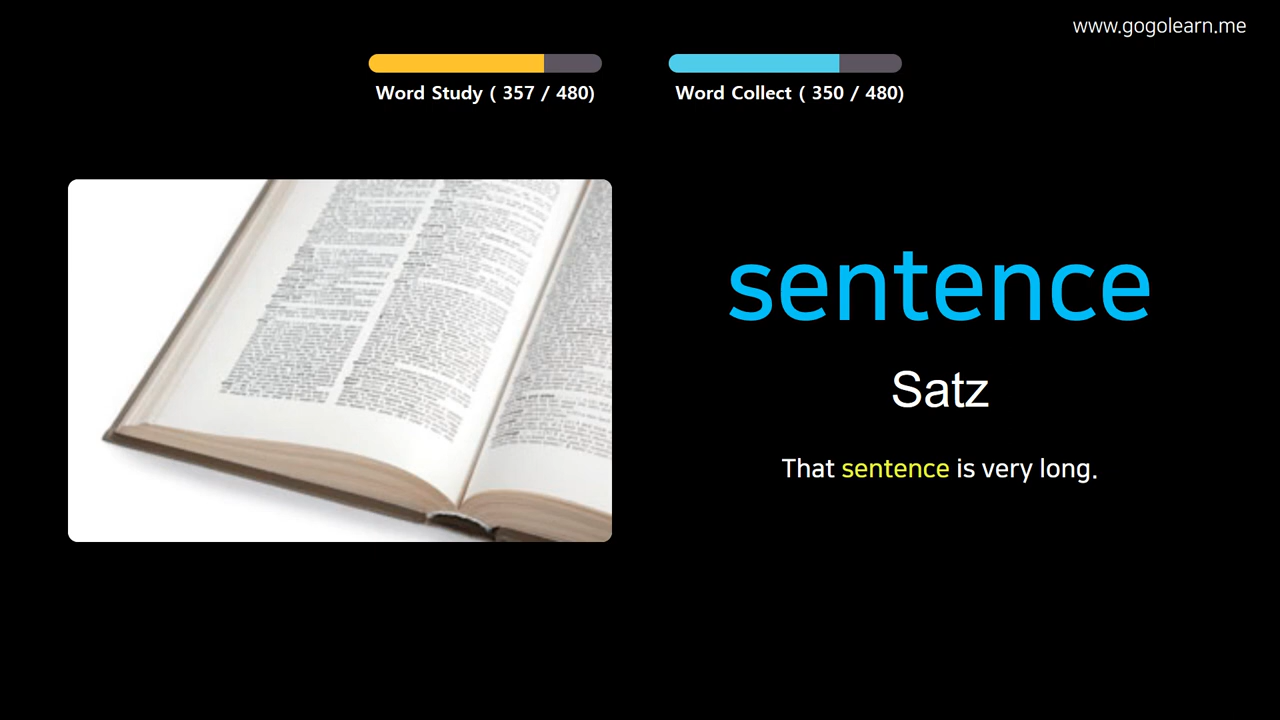 www.gogolearn.me
Word Study ( 357 / 480)
Word Collect ( 350 / 480)
sentence
Satz
That sentence is very long.